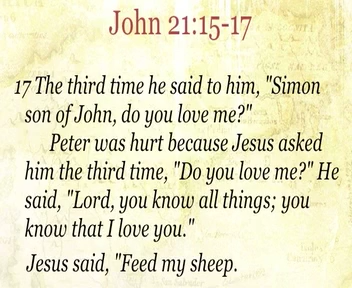 John 21:15-17
17 The third time he said to him, "Simon
son of John, do you love me?"
Peter was hurt because Jesus asked
him the third time, "Do you love me?" He
said, "Lord, you know all things; you
know that I love you."
Jesus said, "Feed my sheep.